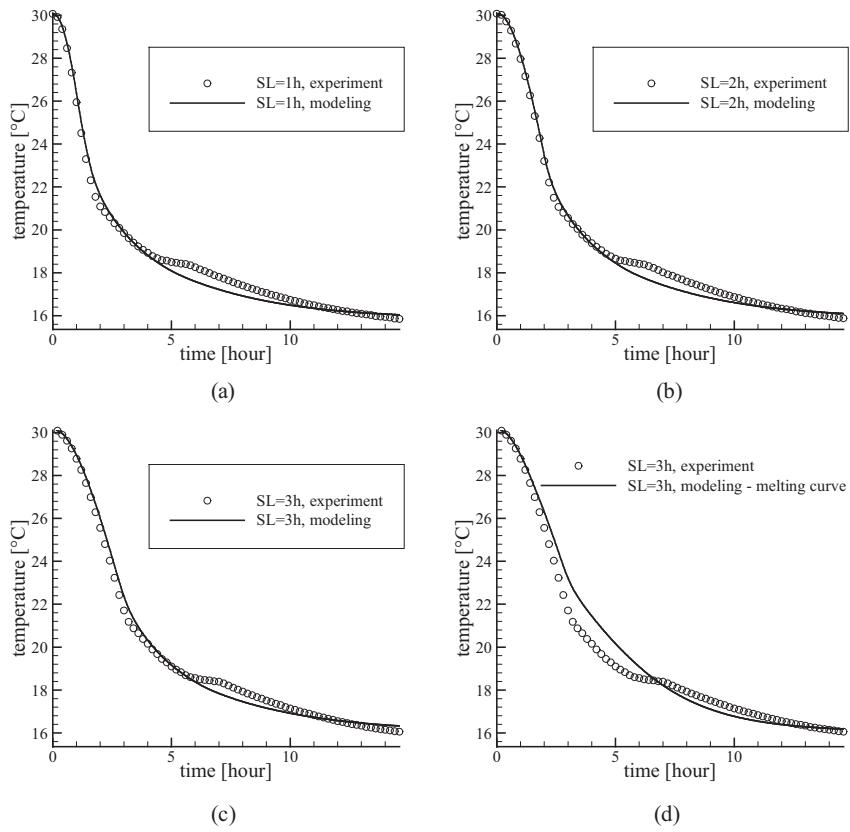 30
28
26
24
22
20
18
16
temperature [°C]
SL=1h, experiment
SL=1h, modeling
0
5
10
time [hour]
(a)
30
28
26
24
22
20
18
16
temperature [°C]
SL=2h, experiment
SL=2h, modeling
0
5
10
time [hour]
(b)
30
28
26
24
22
20
18
16
temperature [°C]
SL=3h, experiment
SL=3h, modeling
0
5
10
time [hour]
(c)
30
28
26
24
22
20
18
16
temperature [°C]
SL=3h, experiment
SL=3h, modeling - melting curve
0
5
10
time [hour]
(d)